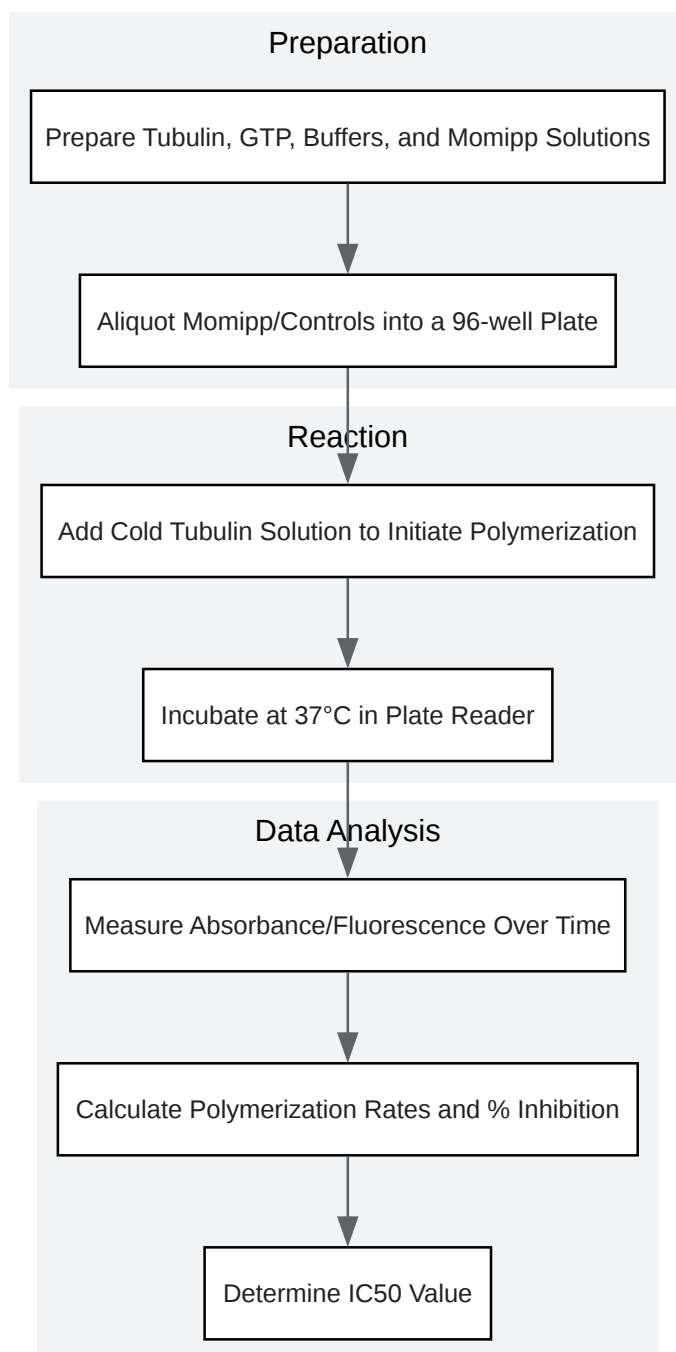 Preparation
Prepare Tubulin, GTP, Buffers, and Momipp Solutions
Aliquot Momipp/Controls into a 96-well Plate
Reaction
Add Cold Tubulin Solution to Initiate Polymerization
Incubate at 37°C in Plate Reader
Data Analysis
Measure Absorbance/Fluorescence Over Time
Calculate Polymerization Rates and % Inhibition
Determine IC50 Value